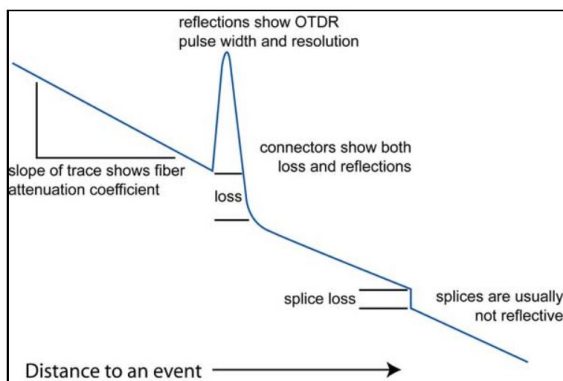 reflections show OTDR
pulse width and resolution
connectors show both
loss and reflections
slope of trace shows fiber
attenuation coefficient
loss
splice loss
splices are usually
not reflective
Distance to an event